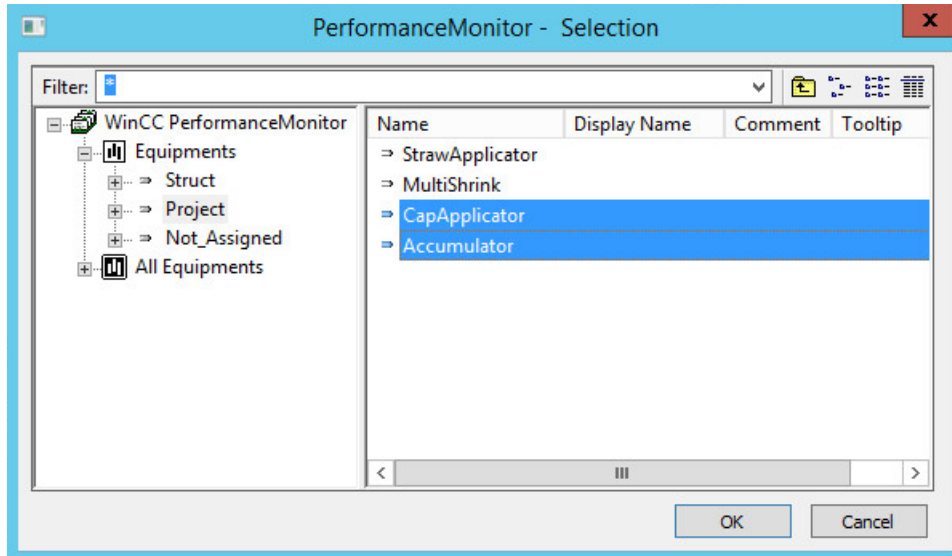 PerformanceMonitor - Selection
x
Filter: *
WinCC PerformanceMonitor
Equipments
Struct
Project
Not_Assigned
All Equipments
Name Display Name Comment Tooltip
StrawApplicator
MultiShrink
CapApplicator
Accumulator
OK Cancel